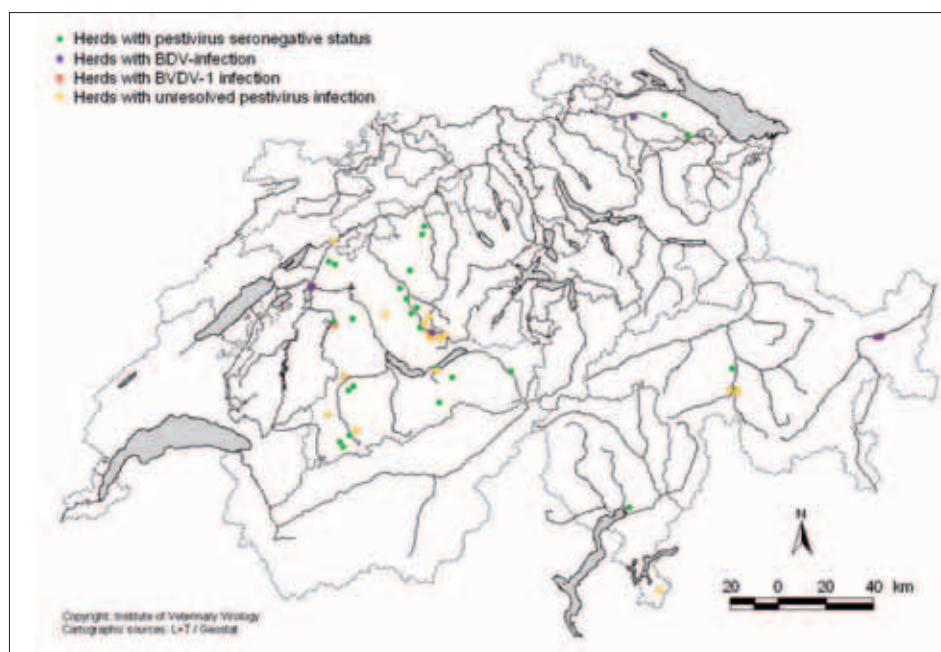 Herds with pestivirus seronegative status
Herds with BDV-infection
Herds with BVDV-1 infection
Herds with unresolved pestivirus infection
N
20 0 20 40 km
Copyright: Institute of Veterinary Virology
Cartographic sources: L+T / Geostat